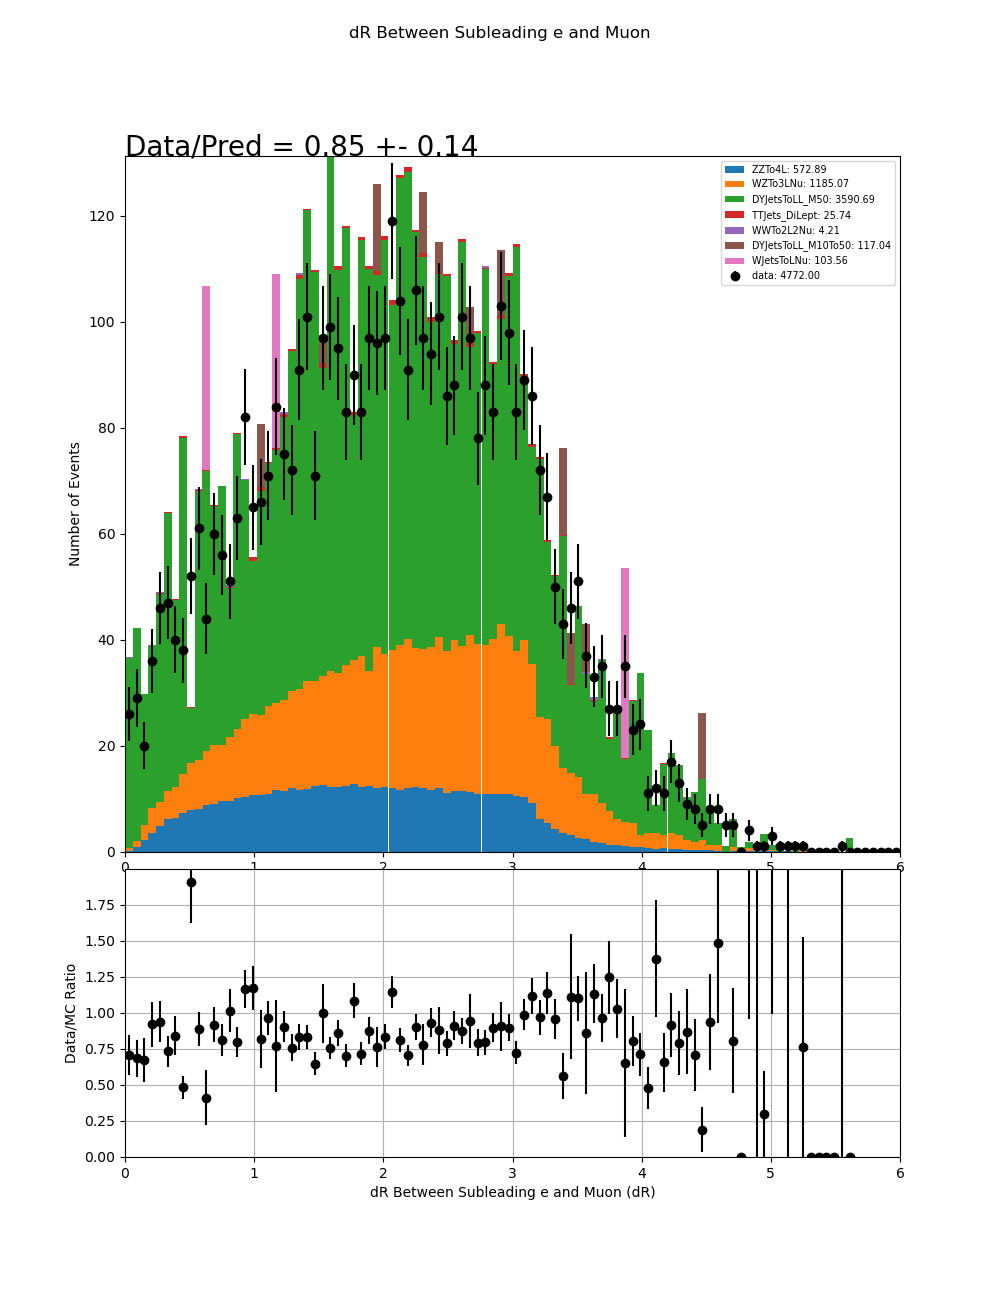 dR Between Subleading e and Muon
Data/Pred = 0.85 +- 0.14
ZZTo4L: 572.89
WZTo3LNu: 1185.07
DYJetsToLL_M50: 3590.69
TTJets_DiLept: 25.74
WWTo2L2Nu: 4.21
DYJetsToLL_M10To50: 117.04
WJetsToLNu: 103.56
data: 4772.00
Number of Events
120
100
80
60
40
20
0
0 1 2 3 4 5 6
Data/MC Ratio
1.75
1.50
1.25
1.00
0.75
0.50
0.25
0.00
0 1 2 3 4 5 6
dR Between Subleading e and Muon (dR)